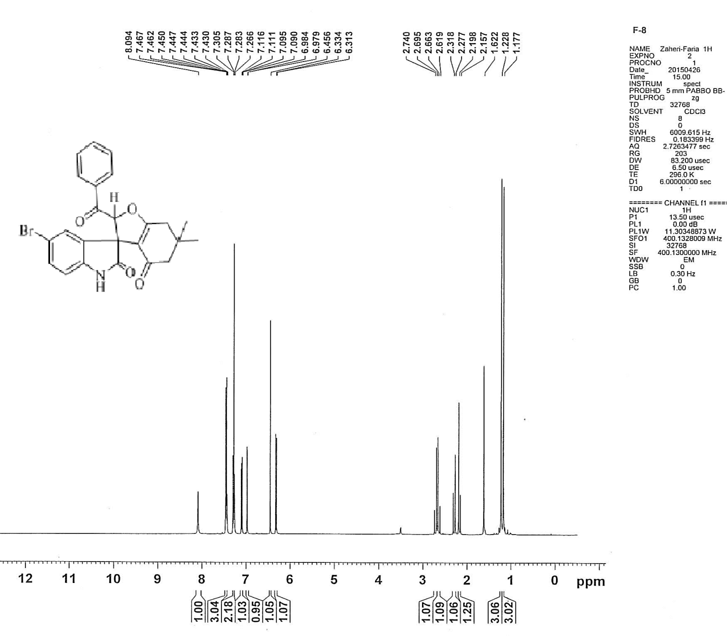 8.094
7.467
7.462
7.450
7.447
7.444
7.433
7.430
7.305
7.287
7.283
7.266
7.116
7.111
7.095
7.090
6.984
6.979
6.456
6.334
6.313
2.740
2.695
2.663
2.619
2.318
2.277
2.198
2.157
1.622
1.228
1.177
F-8
NAME Zaheri-Faria 1H
EXPNO 2
PROCNO 1
Date_ 20150426
Time 15.00
INSTRUM spect
PROBHD 5 mm PABBO BB-
PULPROG zg
TD 32768
SOLVENT CDCl3
NS 8
DS 0
SWH 6009.615 Hz
FIDRES 0.183399 Hz
AQ 2.7263477 sec
RG 203
DW 83.200 usec
DE 6.50 usec
TE 296.0 K
D1 6.00000000 sec
TD0 1
======== CHANNEL f1 =====
NUC1 1H
P1 13.50 usec
PL1 0.00 dB
PL1W 11.30348873 W
SFO1 400.1328009 MHz
SI 32768
SF 400.1300000 MHz
WDW EM
SSB 0
LB 0.30 Hz
GB 0
PC 1.00
H
O
O
Br
O
N
H
O
12 11 10 9 8 7 6 5 4 3 2 1 0 ppm
1.00
3.04
2.18
1.03
0.95
1.05
1.07
1.07
1.09
1.06
1.25
3.06
3.02